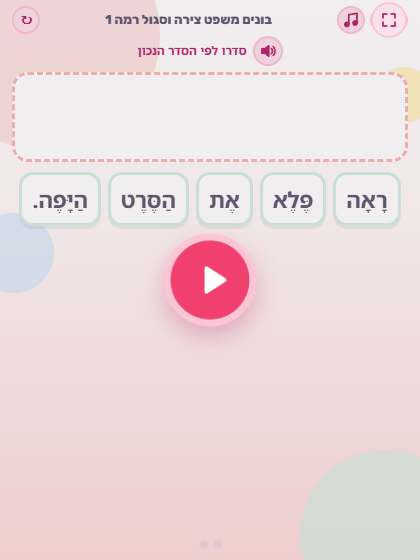 בונים משפט צירה וסגול רמה 1
סדרו לפי הסדר הנכון
רָאָה פֶּלֶא אֶת הַסֶּרֶט הַיָּפֶה.